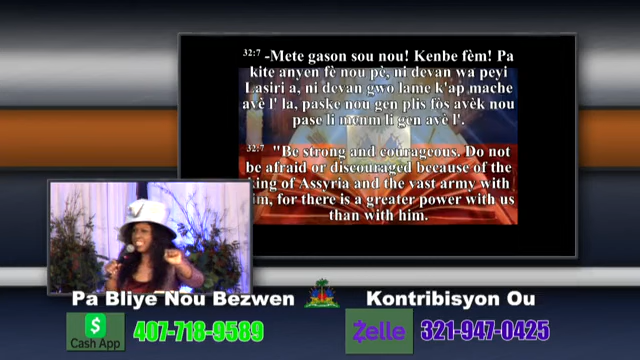 32:7 -Mete gason sou nou! Kenbe fèm! Pa
kite anyen fè nou pè, ni devan wa peyi
Lasiri a, ni devan gwo lame k'ap mache
avè l' la, paske nou gen plis fòs avèk nou
pase li menm li gen avè l'.
32:7 "Be strong and courageous. Do not
be afraid or discouraged because of the
king of Assyria and the vast army with
him, for there is a greater power with us
than with him.
Pa Bliye Nou Bezwen Kontribisyon Ou
$ Cash App 407-718-9589 Zelle 321-947-0425